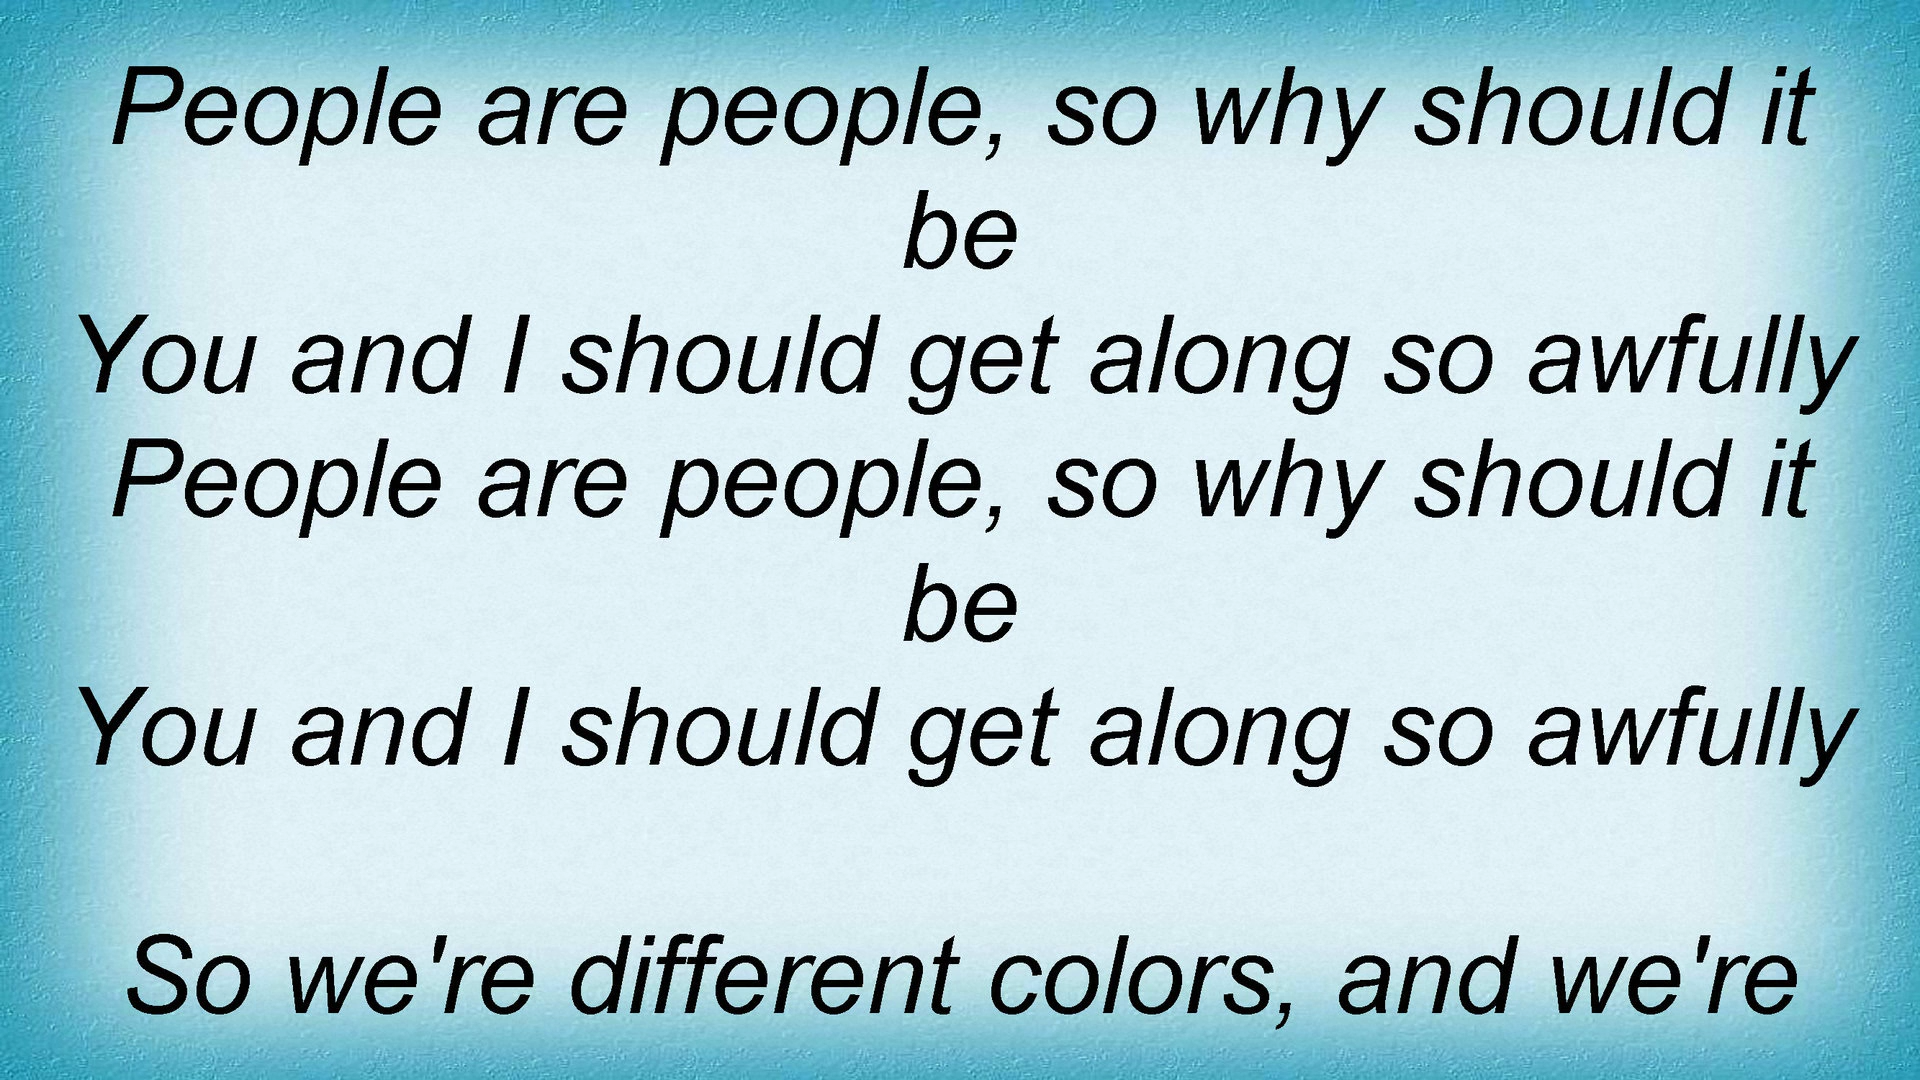 People are people, so why should it
be
You and I should get along so awfully
People are people, so why should it
be
You and I should get along so awfully
So we're different colors, and we're